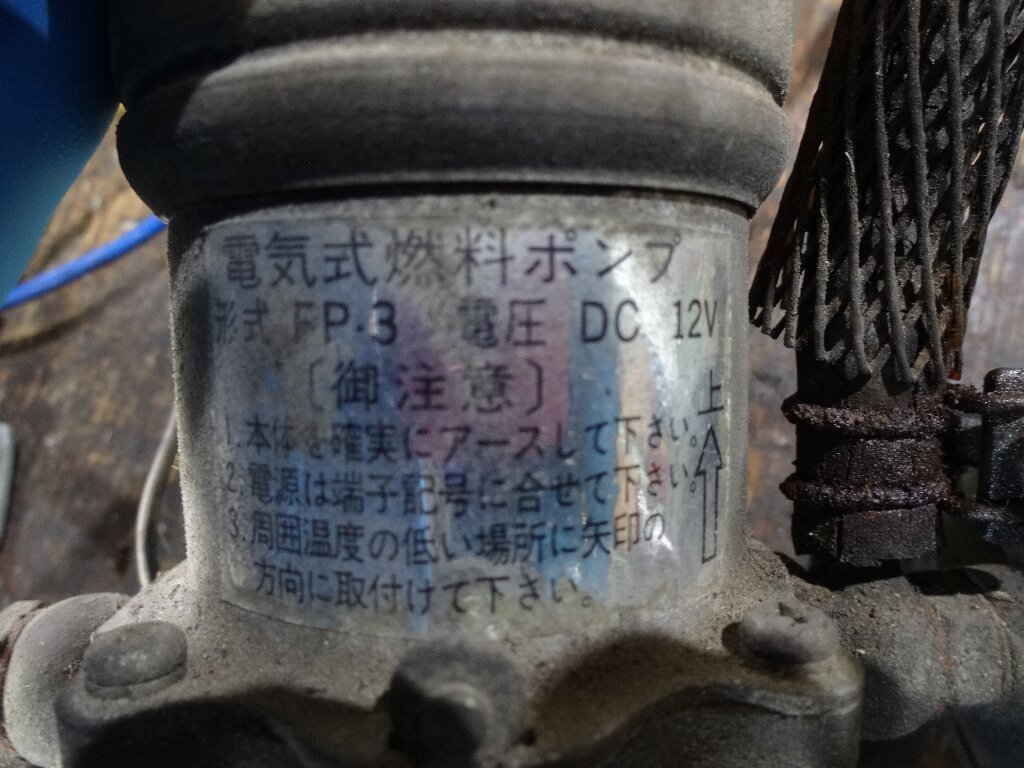 電気式燃料ポンプ
形式 FP-3 電圧 DC 12V
〔御注意〕
上
1.本体を確実にアースして下さい。
2.電源は端子記号に合せて下さい。
3.周囲温度の低い場所に矢印の
方向に取付けて下さい。